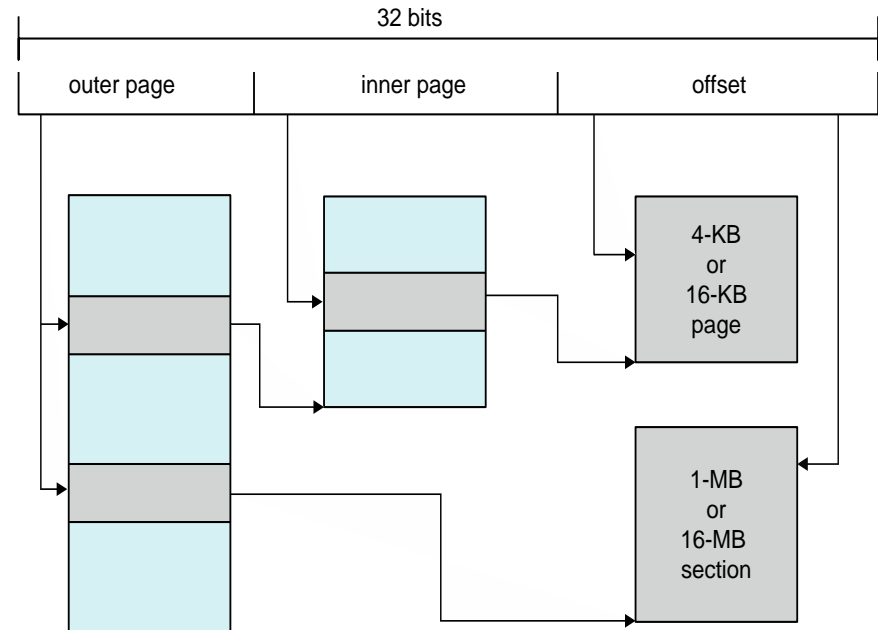 32 bits
outer page
inner page
offset
4-KB
or
16-KB
page
1-MB
or
16-MB
section